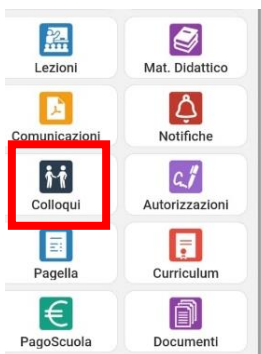 Lezioni
Mat. Didattico
Comunicazioni
Notifiche
Colloqui
Autorizzazioni
Pagella
Curriculum
PagoScuola
Documenti